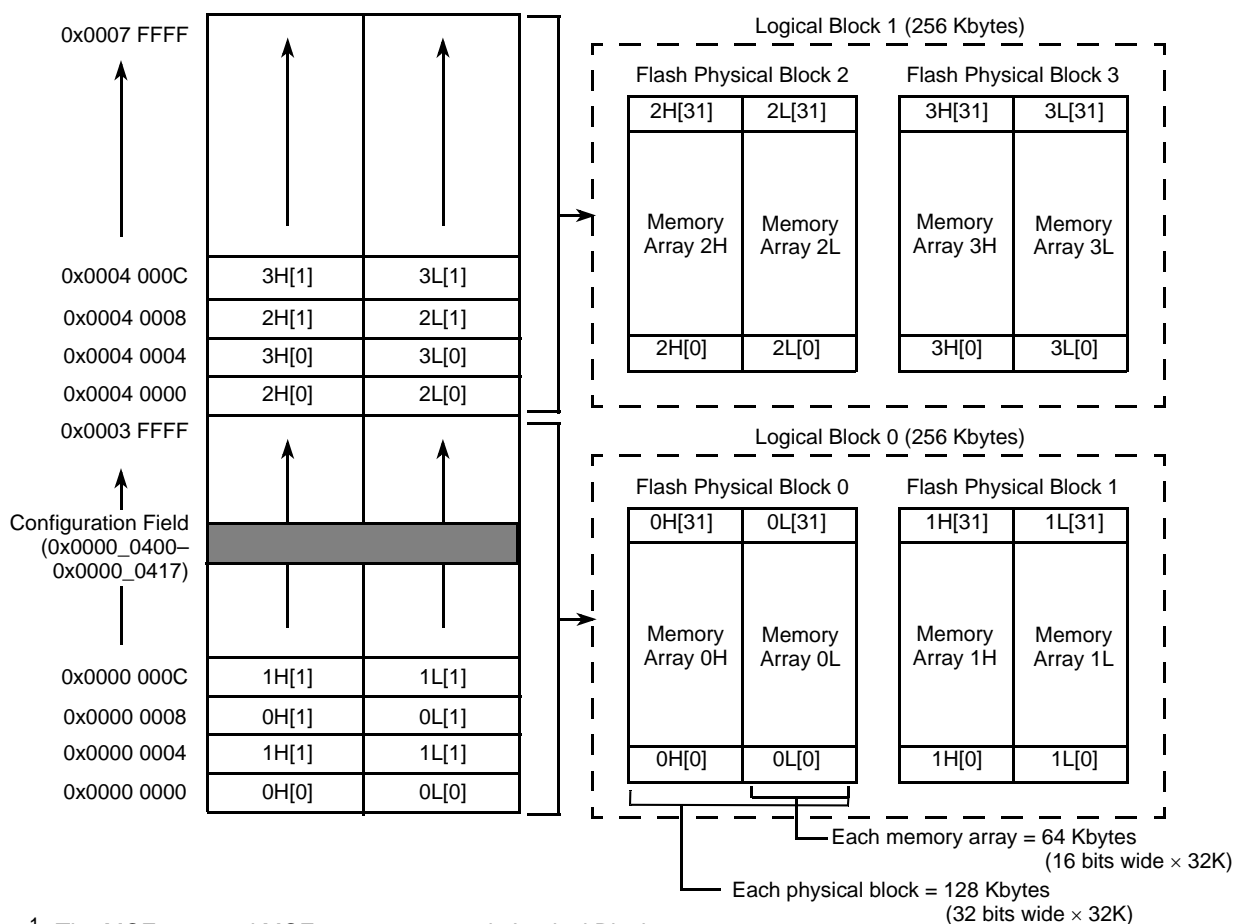 0x0007 FFFF
0x0004 000C
0x0004 0008
0x0004 0004
0x0004 0000
0x0003 FFFF
Configuration Field
(0x0000_0400–
0x0000_0417)
0x0000 000C
0x0000 0008
0x0000 0004
0x0000 0000
3H[1] 3L[1]
2H[1] 2L[1]
3H[0] 3L[0]
2H[0] 2L[0]
1H[1] 1L[1]
0H[1] 0L[1]
1H[1] 1L[1]
0H[0] 0L[0]
Logical Block 1 (256 Kbytes)
Flash Physical Block 2 Flash Physical Block 3
2H[31] 2L[31] 3H[31] 3L[31]
Memory Memory Memory Memory
Array 2H Array 2L Array 3H Array 3L
2H[0] 2L[0] 3H[0] 3L[0]
Logical Block 0 (256 Kbytes)
Flash Physical Block 0 Flash Physical Block 1
0H[31] 0L[31] 1H[31] 1L[31]
Memory Memory Memory Memory
Array 0H Array 0L Array 1H Array 1L
0H[0] 0L[0] 1H[0] 1L[0]
Each memory array = 64 Kbytes
(16 bits wide × 32K)
Each physical block = 128 Kbytes
(32 bits wide × 32K)
1 The